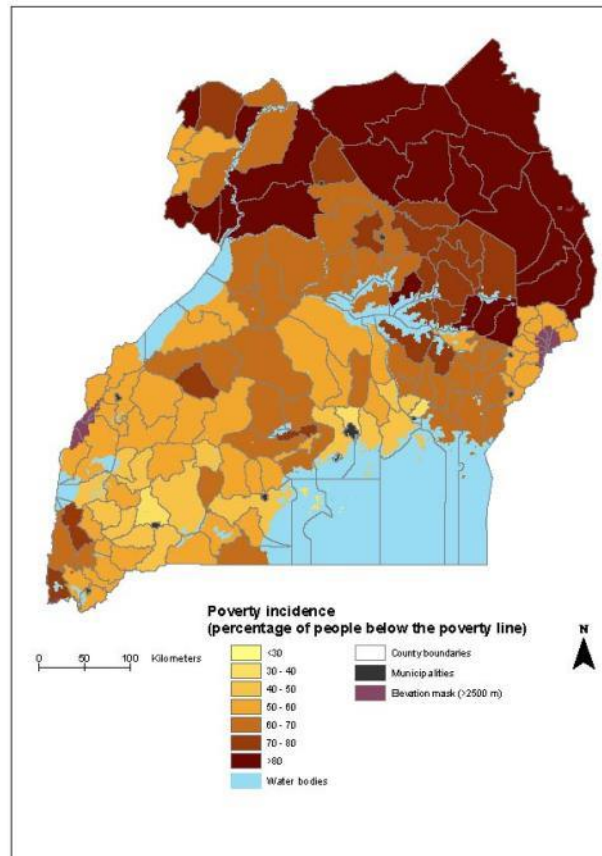 Poverty incidence
(percentage of people below the poverty line)
N
0 50 100 Kilometers
<30
30 - 40
40 - 50
50 - 60
60 - 70
70 - 80
>80
Water bodies
County boundaries
Municipalities
Elevation mask (>2500 m)